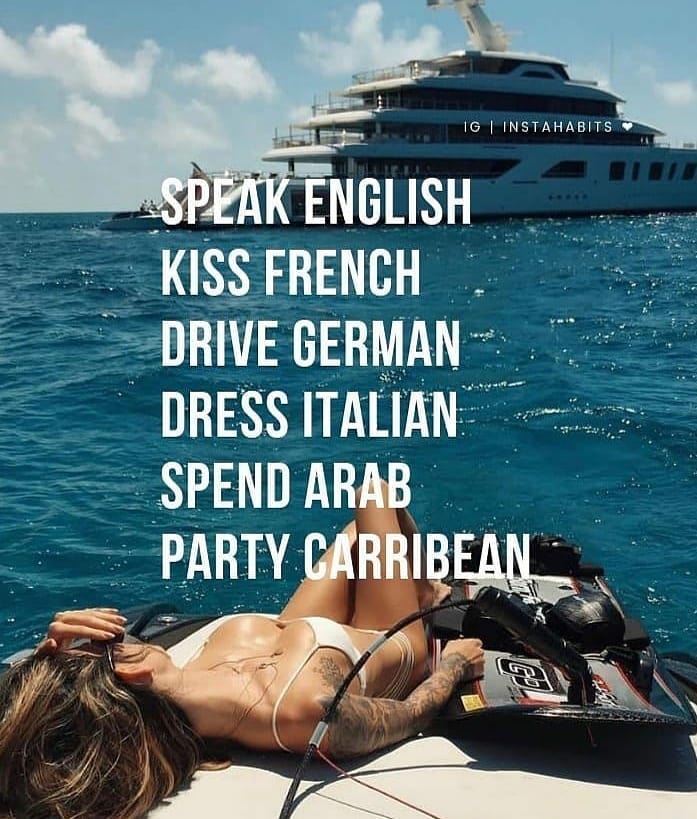 IG | INSTAHABITS ❤
SPEAK ENGLISH
KISS FRENCH
DRIVE GERMAN
DRESS ITALIAN
SPEND ARAB
PARTY CARRIBEAN